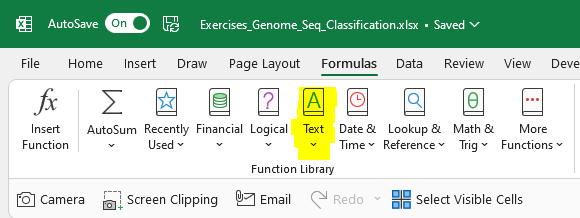 AutoSave On Exercises_Genome_Seq_Classification.xlsx • Saved
File Home Insert Draw Page Layout Formulas Data Review View Deve
fx Σ A θ
Insert Function AutoSum Recently Used Financial Logical Text Date & Time Lookup & Reference Math & Trig More Functions
Function Library
Camera Screen Clipping Email Redo Select Visible Cells